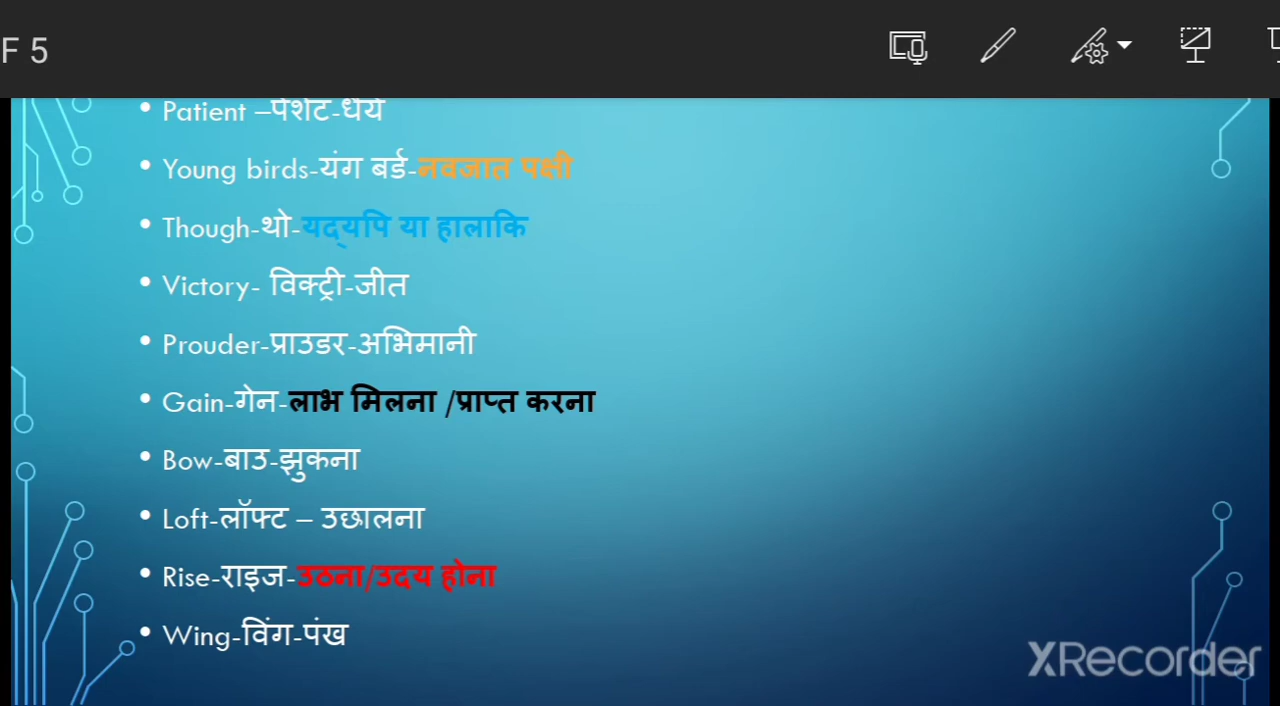 F 5
• Patient –पेशेंट-धैर्य
• Young birds-यंग बर्ड-नवजात पक्षी
• Though-थो-यद्यपि या हालाकि
• Victory- विक्ट्री-जीत
• Prouder-प्राउडर-अभिमानी
• Gain-गेन-लाभ मिलना /प्राप्त करना
• Bow-बाउ-झुकना
• Loft-लॉफ्ट – उछालना
• Rise-राइज-उठना/उदय होना
• Wing-विंग-पंख
XRecorder